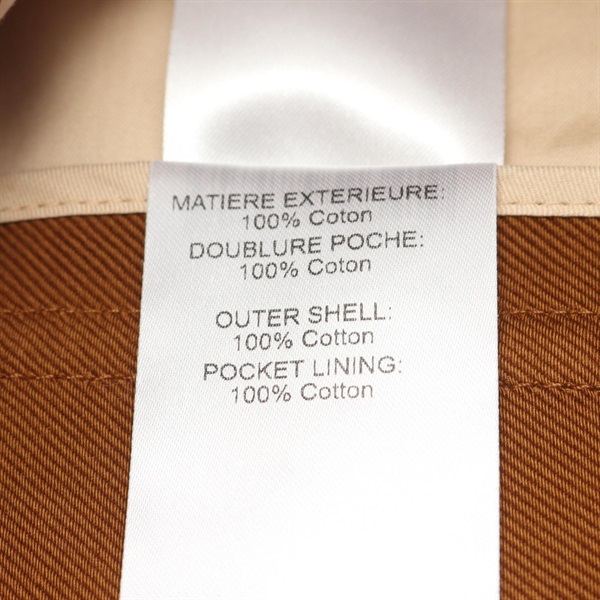 MATIERE EXTERIEURE:
100% Coton
DOUBLURE POCHE:
100% Coton
OUTER SHELL:
100% Cotton
POCKET LINING:
100% Cotton